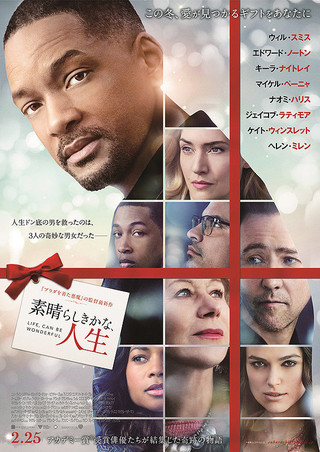 この冬、愛が見つかるギフトをあなたに
ウィル・スミス
エドワード・ノートン
キーラ・ナイトレイ
マイケル・ペーニャ
ナオミ・ハリス
ジェイコブ・ラティモア
ケイト・ウィンスレット
ヘレン・ミレン
人生ドン底の男を救ったのは、
3人の奇妙な男女だった──
『プラダを着た悪魔』の監督最新作
素晴らしきかな、
人生
LIFE, CAN BE
WONDERFUL
2.25
アカデミー賞®受賞俳優たちが結集した奇跡の物語。